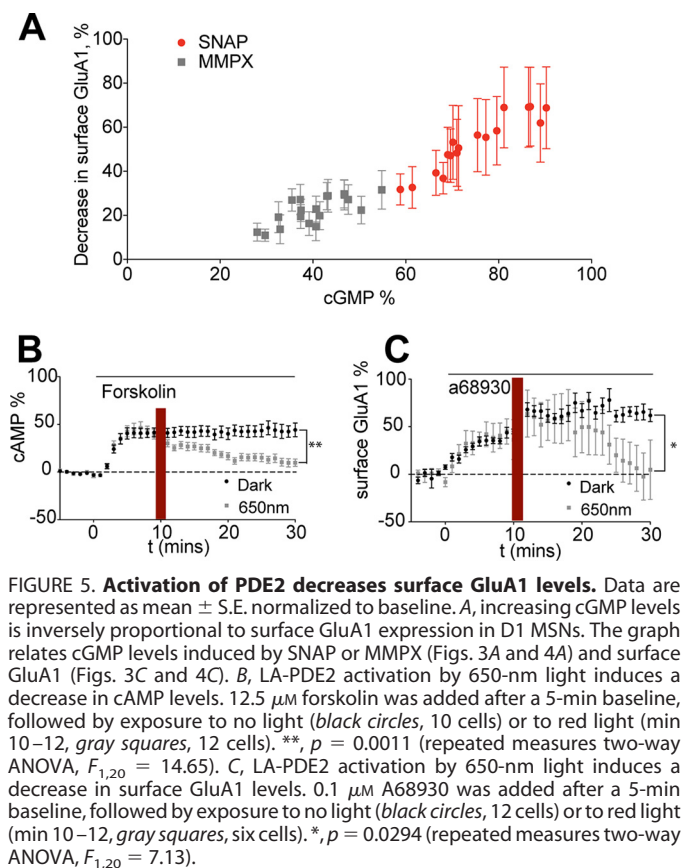 A
SNAP
MMPX
Decrease in surface GluA1, %
100
80
60
40
20
0
0 20 40 60 80 100
cGMP %
B
Forskolin
cAMP %
100
50
0
-50
**
Dark
650nm
0 10 20 30
t (mins)
C
a68930
surface GluA1 %
100
50
0
-50
*
Dark
650nm
0 10 20 30
t (mins)
FIGURE 5. Activation of PDE2 decreases surface GluA1 levels. Data are
represented as mean ± S.E. normalized to baseline. A, increasing cGMP levels
is inversely proportional to surface GluA1 expression in D1 MSNs. The graph
relates cGMP levels induced by SNAP or MMPX (Figs. 3A and 4A) and surface
GluA1 (Figs. 3C and 4C). B, LA-PDE2 activation by 650-nm light induces a
decrease in cAMP levels. 12.5 μM forskolin was added after a 5-min baseline,
followed by exposure to no light (black circles, 10 cells) or to red light (min
10–12, gray squares, 12 cells). **, p = 0.0011 (repeated measures two-way
ANOVA, F1,20 = 14.65). C, LA-PDE2 activation by 650-nm light induces a
decrease in surface GluA1 levels. 0.1 μM A68930 was added after a 5-min
baseline, followed by exposure to no light (black circles, 12 cells) or to red light
(min 10–12, gray squares, six cells). *, p = 0.0294 (repeated measures two-way
ANOVA, F1,20 = 7.13).